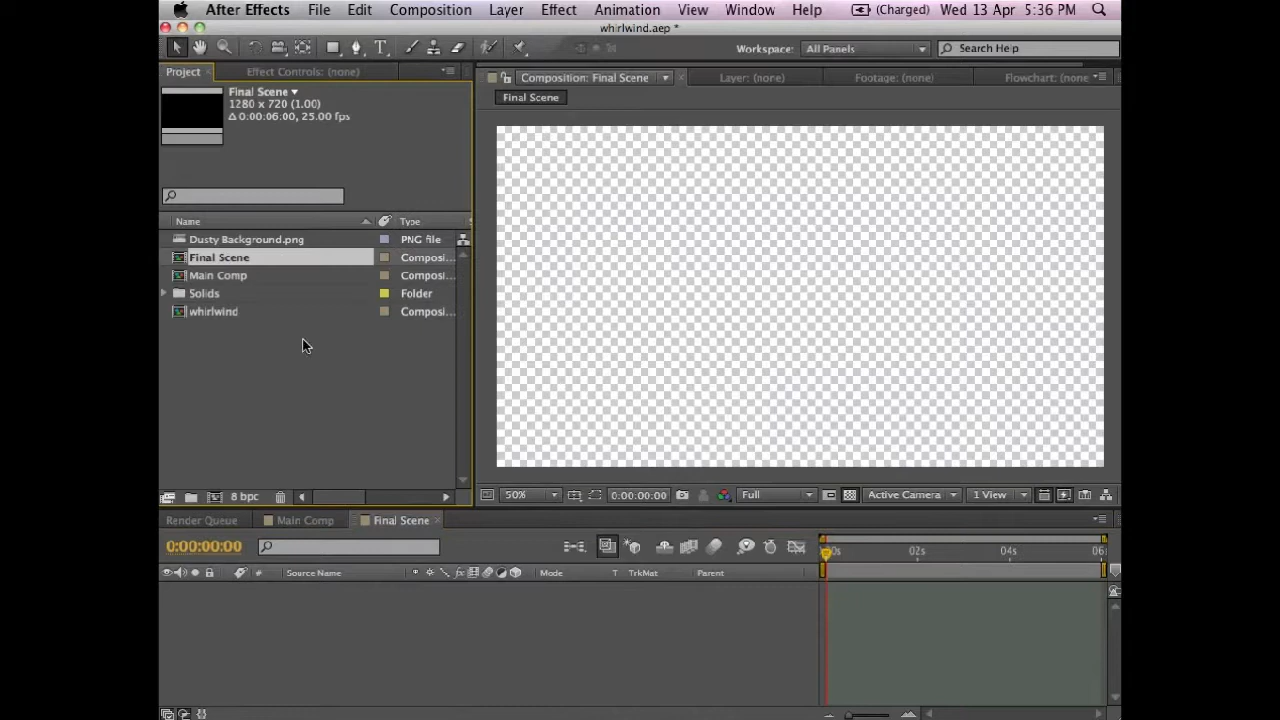 After Effects File Edit Composition Layer Effect Animation View Window Help (Charged) Wed 13 Apr 5:36 PM
whirlwind.aep *
Workspace: All Panels Search Help
Project Effect Controls: (none) Composition: Final Scene Layer: (none) Footage: (none) Flowchart: (none
Final Scene
1280 x 720 (1.00)
Δ 0:00:06:00, 25.00 fps
Final Scene
Name Type
Dusty Background.png PNG file
Final Scene Composi...
Main Comp Composi...
Solids Folder
whirlwind Composi...
8 bpc
50% 0:00:00:00 Full Active Camera 1 View
Render Queue Main Comp Final Scene
0:00:00:00
0s 02s 04s 06
# Source Name fx Mode T TrkMat Parent